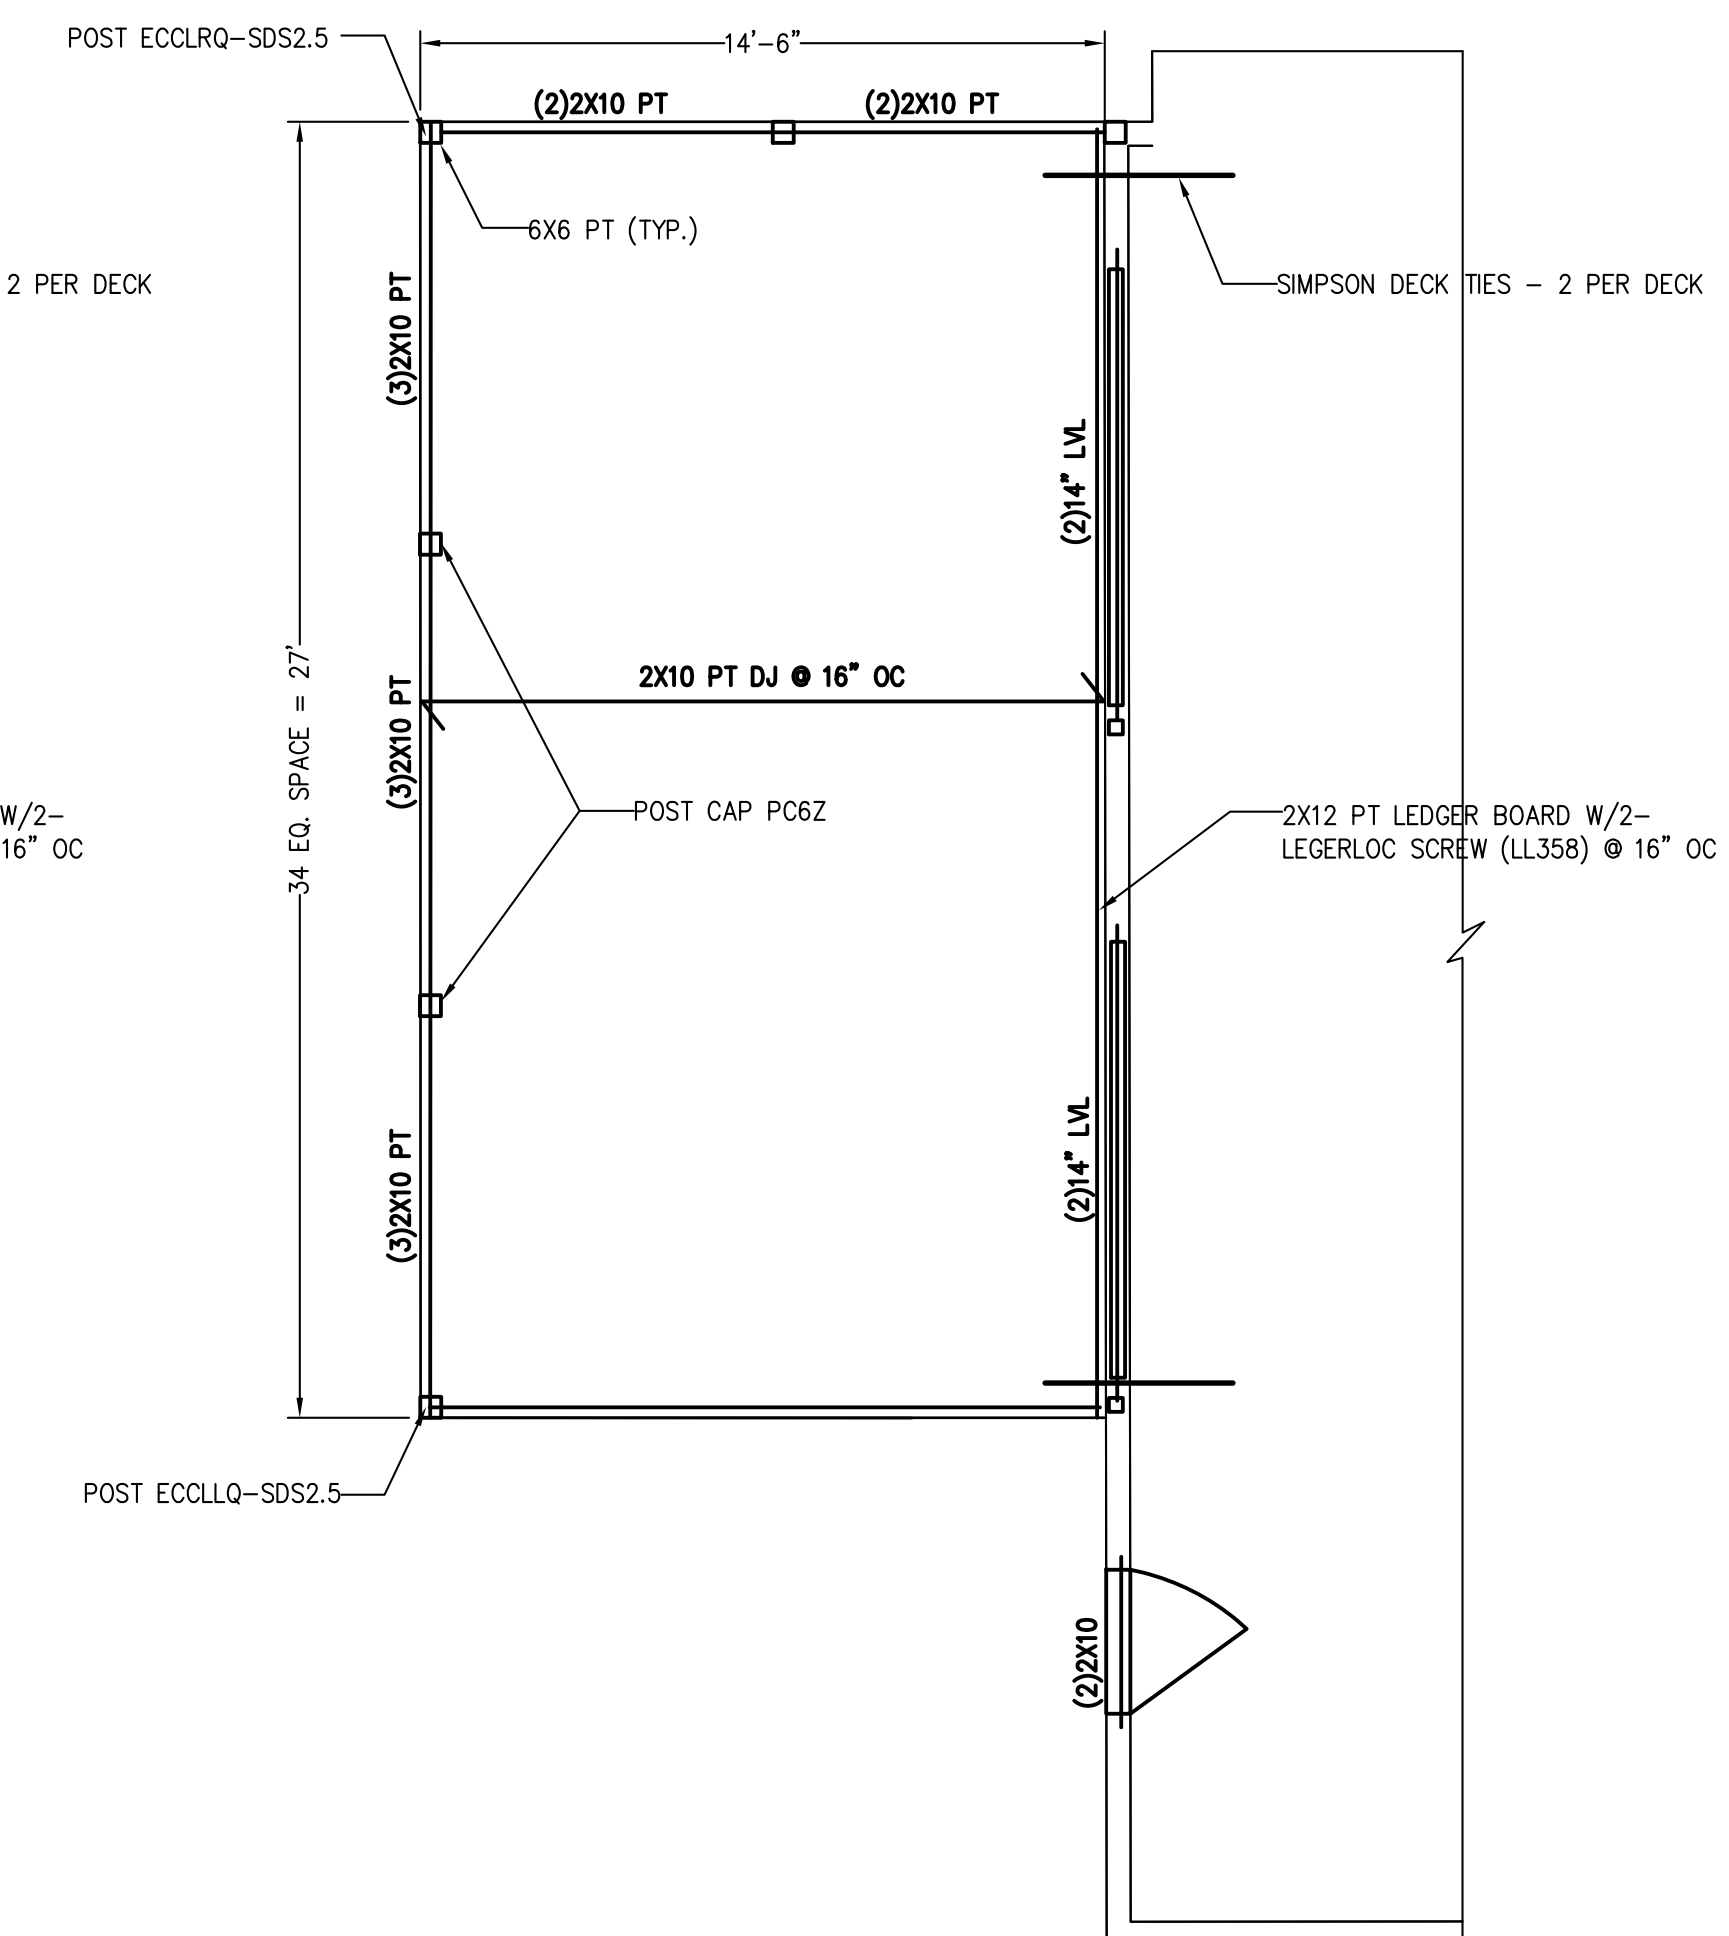 POST ECCLRQ-SDS2.5
14'-6"
(2)2X10 PT
(2)2X10 PT
6X6 PT (TYP.)
2 PER DECK
SIMPSON DECK TIES - 2 PER DECK
(3)2X10 PT
(2)14" LVL
2X10 PT DJ @ 16" OC
34 EQ. SPACE = 27'
(3)2X10 PT
POST CAP PC6Z
W/2-
16" OC
2X12 PT LEDGER BOARD W/2-
LEGERLOC SCREW (LL358) @ 16" OC
(3)2X10 PT
(2)14" LVL
POST ECCLLQ-SDS2.5
(2)2X10